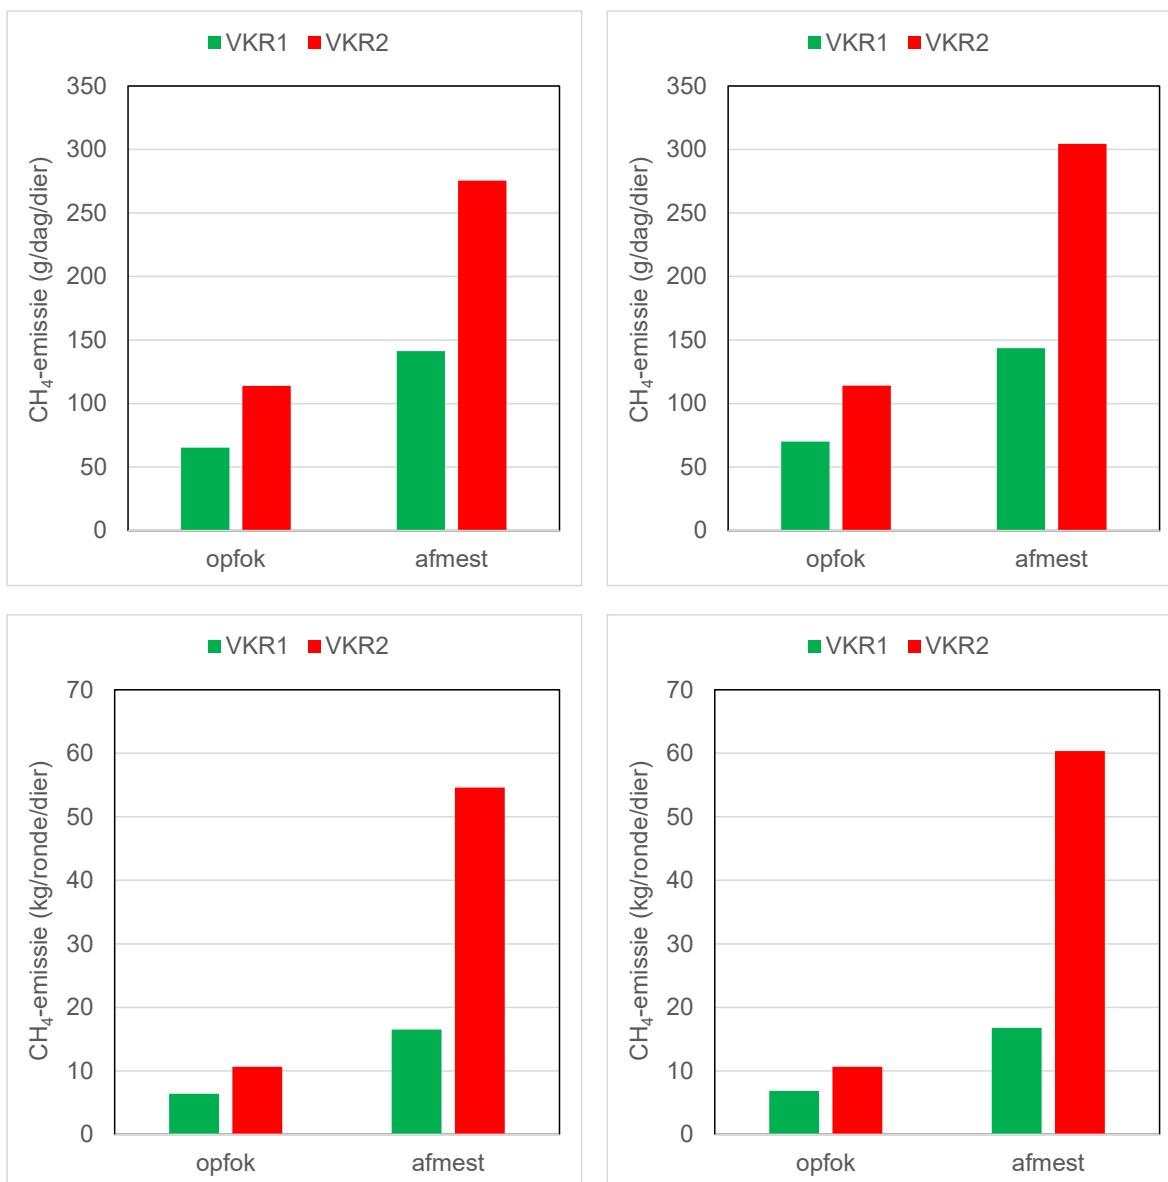 VKR1 VKR2
CH₄-emissie (g/dag/dier)
350
300
250
200
150
100
50
0
opfok afmest
VKR1 VKR2
CH₄-emissie (g/dag/dier)
350
300
250
200
150
100
50
0
opfok afmest
VKR1 VKR2
CH₄-emissie (kg/ronde/dier)
70
60
50
40
30
20
10
0
opfok afmest
VKR1 VKR2
CH₄-emissie (kg/ronde/dier)
70
60
50
40
30
20
10
0
opfok afmest